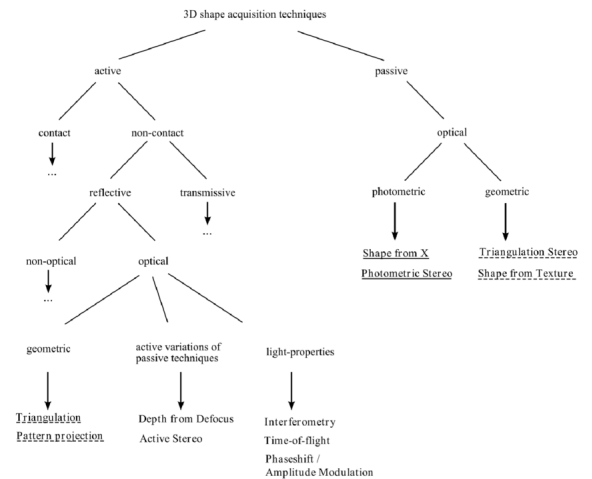 3D shape acquisition techniques
active
passive
contact
non-contact
optical
...
reflective
transmissive
photometric
geometric
...
Shape from X
Triangulation Stereo
non-optical
optical
Photometric Stereo
Shape from Texture
...
geometric
active variations of
passive techniques
light-properties
Triangulation
Depth from Defocus
Interferometry
Pattern projection
Active Stereo
Time-of-flight
Phaseshift /
Amplitude Modulation